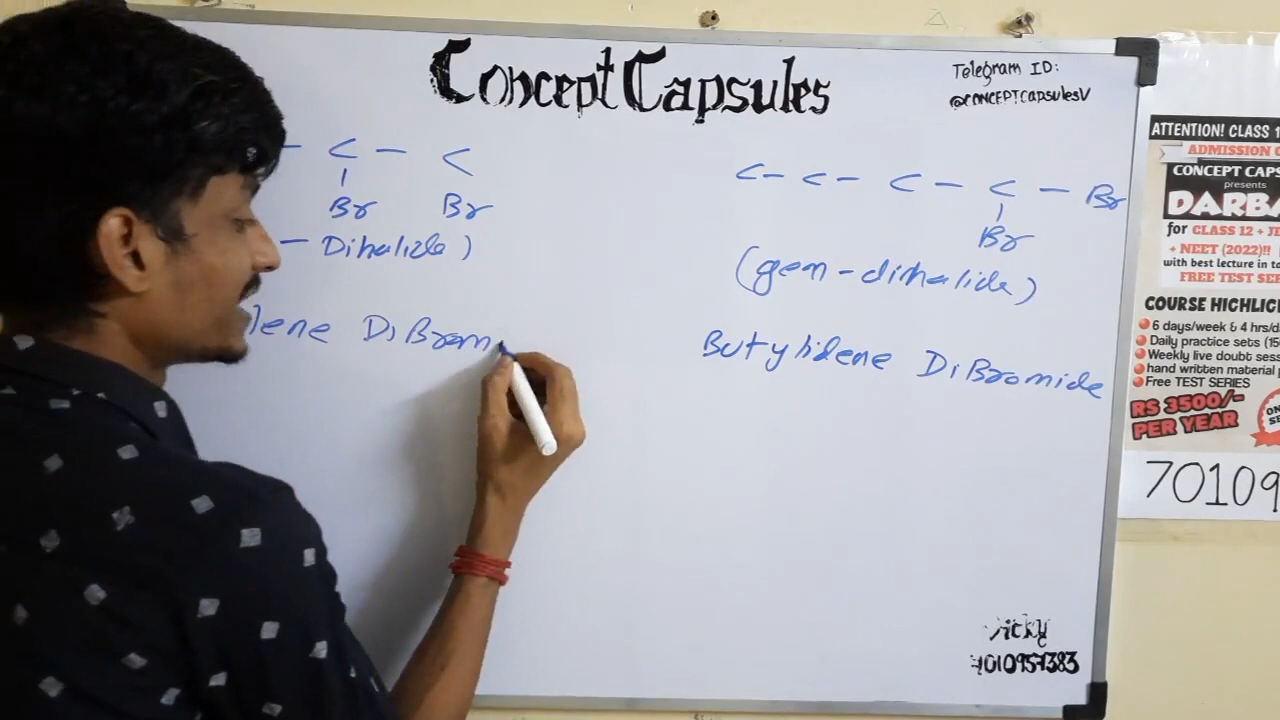 Concept Capsules
Telegram ID:
@CONCEPTCapsulesV
– C – C
Br Br
– Dihalide)
lene DiBrom
C – C – C – C – Br
Br
(gem – dihalide)
Butylidene DiBromide
Vicky
7010957383
ATTENTION! CLASS 1
ADMISSION
CONCEPT CAPS
presents
DARBA
for CLASS 12 + JE
+ NEET (2022)!!
with best lecture in to
FREE TEST SE
COURSE HIGHLIG
6 days/week & 4 hrs/d
Daily practice sets (15
Weekly live doubt sess
hand written material
Free TEST SERIES
RS 3500/-
PER YEAR
70109